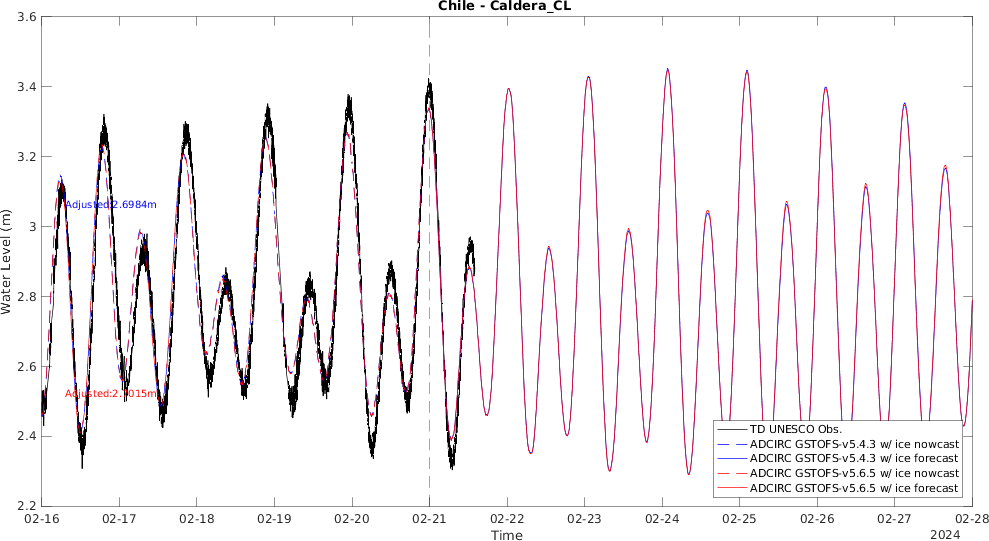 Chile - Caldera_CL
3.6
3.4
3.2
3
2.8
2.6
2.4
2.2
Water Level (m)
Adjusted:2.6984m
Adjusted:2.7015m
TD UNESCO Obs.
ADCIRC GSTOFS-v5.4.3 w/ ice nowcast
ADCIRC GSTOFS-v5.4.3 w/ ice forecast
ADCIRC GSTOFS-v5.6.5 w/ ice nowcast
ADCIRC GSTOFS-v5.6.5 w/ ice forecast
02-16 02-17 02-18 02-19 02-20 02-21 02-22 02-23 02-24 02-25 02-26 02-27 02-28
Time
2024